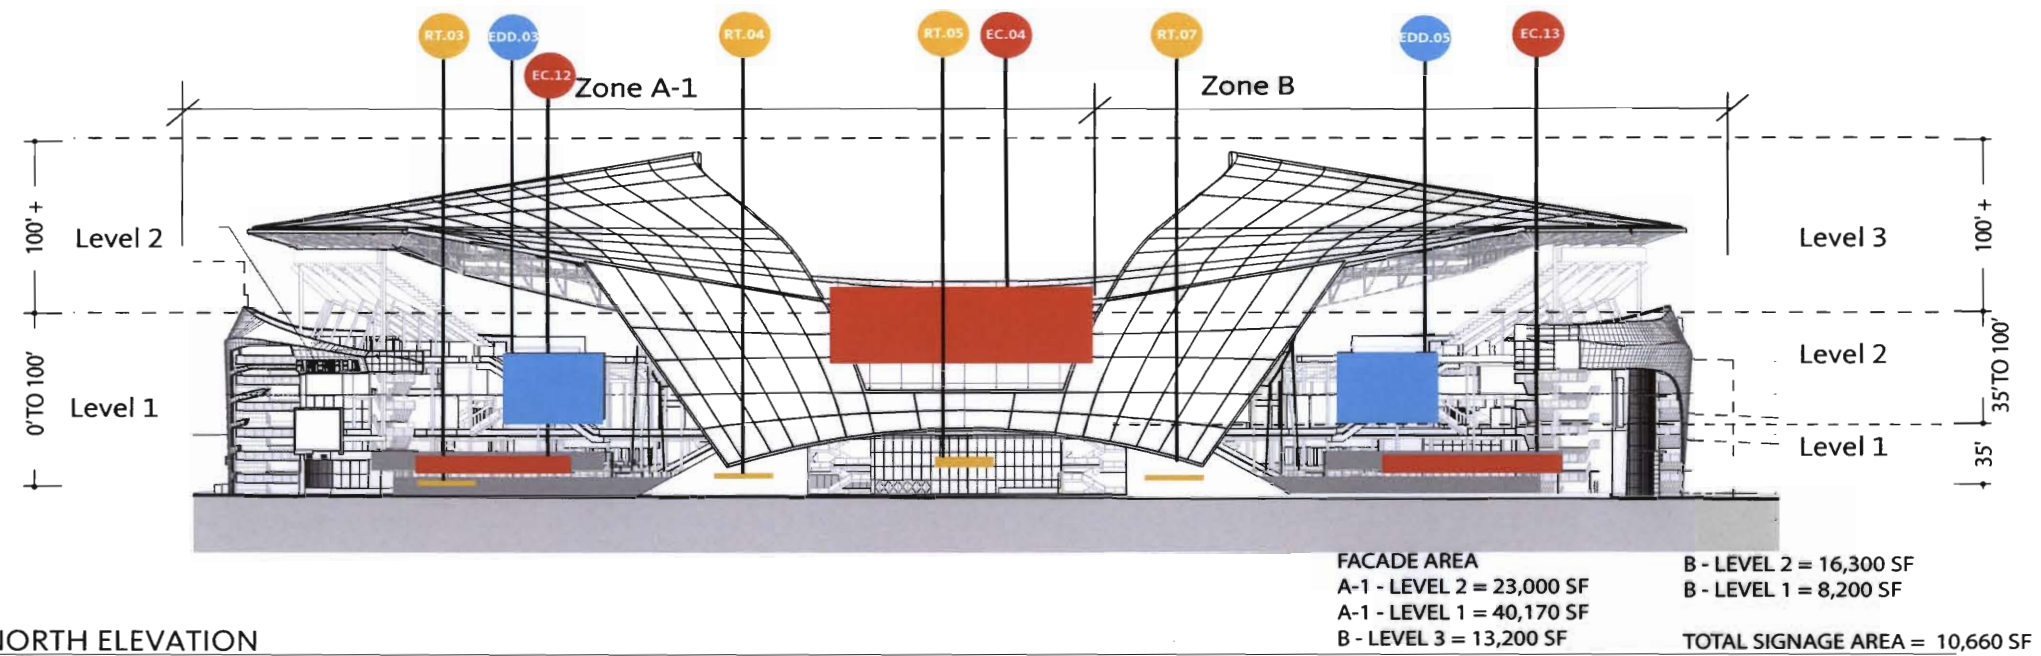 RT.03
EDD.03
EC.12
RT.04
RT.05
EC.04
RT.07
EDD.05
EC.13
Zone A-1
Zone B
100' +
Level 2
0' TO 100'
Level 1
Level 3
100' +
Level 2
35' TO 100'
Level 1
35'
FACADE AREA
A-1 - LEVEL 2 = 23,000 SF
A-1 - LEVEL 1 = 40,170 SF
B - LEVEL 3 = 13,200 SF
B - LEVEL 2 = 16,300 SF
B - LEVEL 1 = 8,200 SF
TOTAL SIGNAGE AREA = 10,660 SF
NORTH ELEVATION